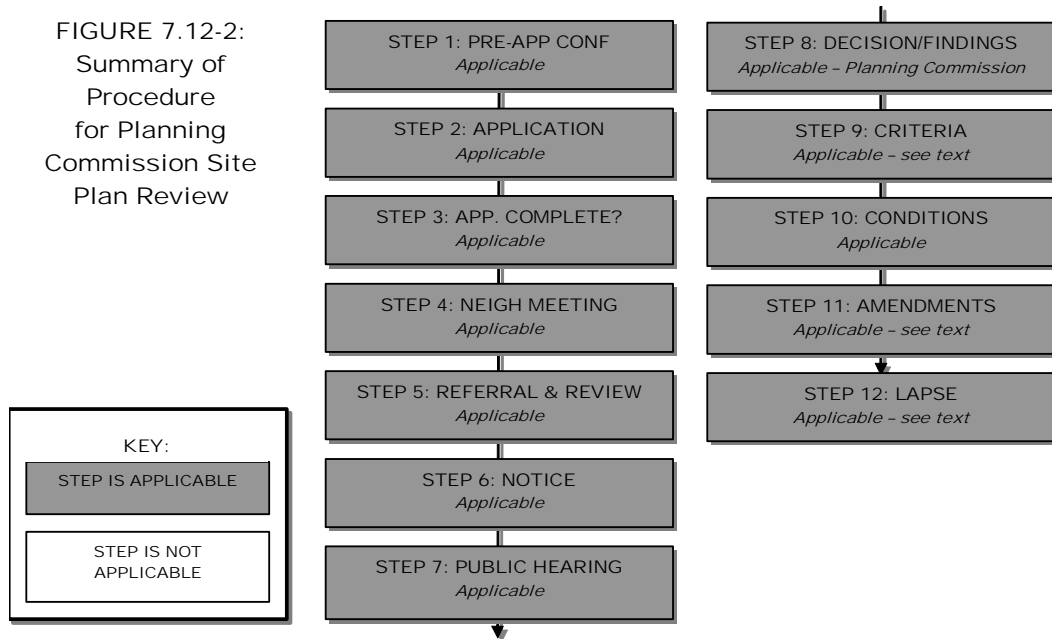 FIGURE 7.12-2:
Summary of
Procedure
for Planning
Commission Site
Plan Review
KEY:
STEP IS APPLICABLE
STEP IS NOT
APPLICABLE
STEP 1: PRE-APP CONF
Applicable
STEP 2: APPLICATION
Applicable
STEP 3: APP. COMPLETE?
Applicable
STEP 4: NEIGH MEETING
Applicable
STEP 5: REFERRAL & REVIEW
Applicable
STEP 6: NOTICE
Applicable
STEP 7: PUBLIC HEARING
Applicable
STEP 8: DECISION/FINDINGS
Applicable – Planning Commission
STEP 9: CRITERIA
Applicable – see text
STEP 10: CONDITIONS
Applicable
STEP 11: AMENDMENTS
Applicable – see text
STEP 12: LAPSE
Applicable – see text